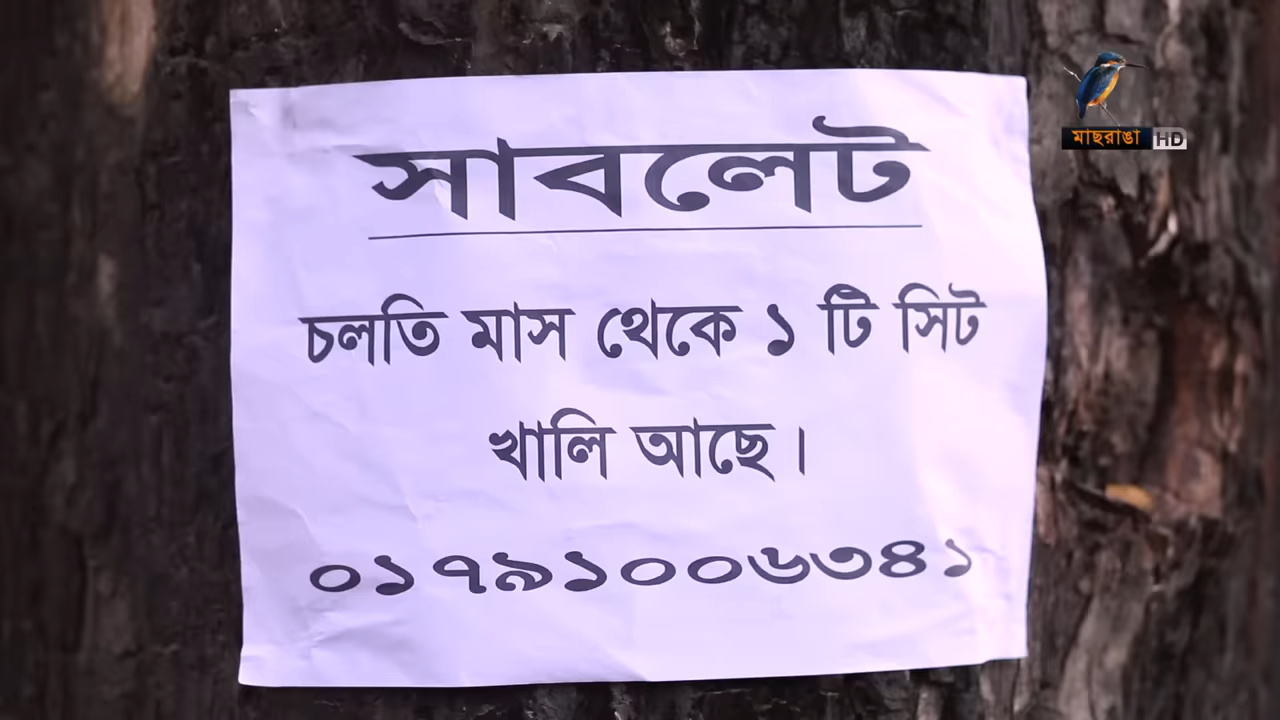 মাছরাঙা HD
সাবলেট
চলতি মাস থেকে ১ টি সিট
খালি আছে।
০১৭৯১০০৬৩৪১